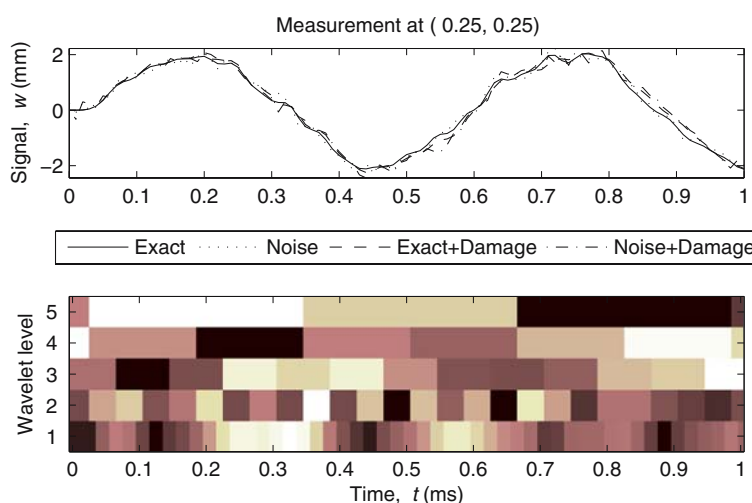 Measurement at ( 0.25, 0.25)
Signal, w (mm)
2
0
−2
0 0.1 0.2 0.3 0.4 0.5 0.6 0.7 0.8 0.9 1
Exact Noise Exact+Damage Noise+Damage
Wavelet level
5
4
3
2
1
0 0.1 0.2 0.3 0.4 0.5 0.6 0.7 0.8 0.9 1
Time, t (ms)